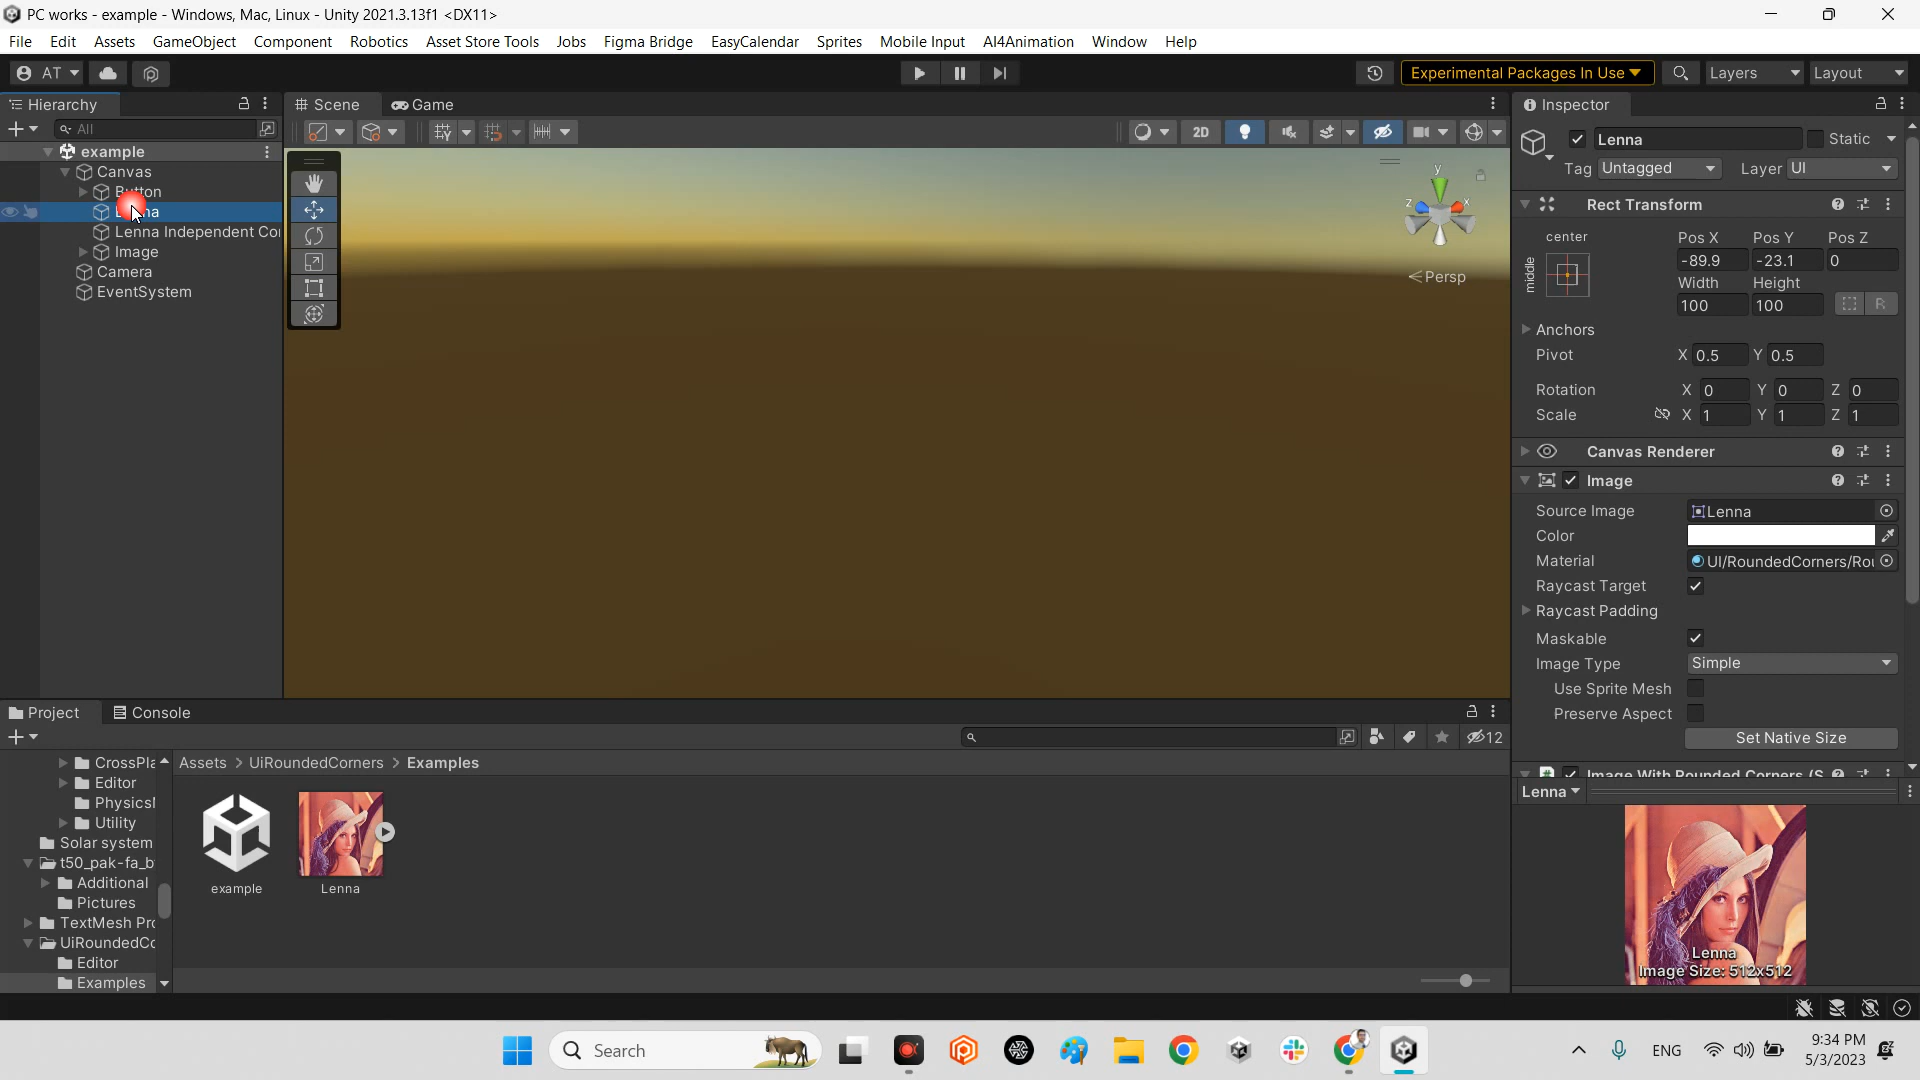 PC works - example - Windows, Mac, Linux - Unity 2021.3.13f1 <DX11>
File Edit Assets GameObject Component Robotics Asset Store Tools Jobs Figma Bridge EasyCalendar Sprites Mobile Input AI4Animation Window Help
AT Experimental Packages In Use Layers Layout
Hierarchy
All
example
Canvas
Button
Lenna Independent Co
Image
Camera
EventSystem
Scene Game
2D
y
z x
Persp
Inspector
Lenna Static
Tag Untagged Layer UI
Rect Transform
center
middle
Pos X Pos Y Pos Z
-89.9 -23.1 0
Width Height
100 100 R
Anchors
Pivot X 0.5 Y 0.5
Rotation X 0 Y 0 Z 0
Scale X 1 Y 1 Z 1
Canvas Renderer
Image
Source Image Lenna
Color
Material UI/RoundedCorners/Rou
Raycast Target
Raycast Padding
Maskable
Image Type Simple
Use Sprite Mesh
Preserve Aspect
Set Native Size
Image With Rounded Corners (S
Lenna
Lenna
Image Size: 512x512
Project Console
12
CrossPla
Editor
Physics
Utility
Solar system
t50_pak-fa_b
Additional
Pictures
TextMesh Pro
UiRoundedCo
Editor
Examples
Assets > UiRoundedCorners > Examples
example Lenna
Search
ENG
9:34 PM
5/3/2023